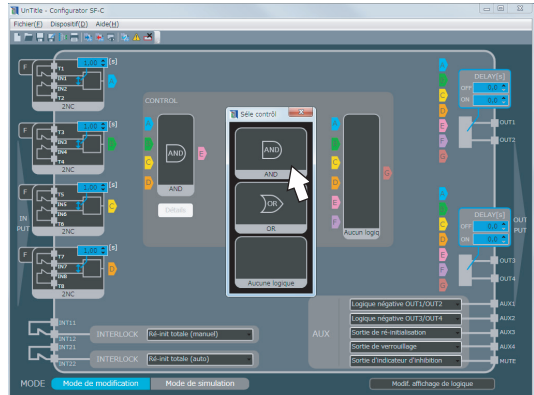 UnTitle - Configurator SF-C
Fichier(F) Dispositif(D) Aide(H)
F T1 1,00 [s]
IN1 A
IN2
T2
2NC
F T3 1,00 [s]
IN3 B
IN4
T4
2NC
IN PUT
F T5 1,00 [s]
IN5 C
IN6
T6
2NC
F T7 1,00 [s]
IN7 D
IN8
T8
2NC
CONTROL
A
B
C
D
AND E
AND
Détails
Séle contrôl
AND
AND
OR
OR
Aucune logique
A
B
C
D
E
F
G
Aucun logiq
A
B
C
D
E
F
G
DELAY[s]
OFF 0,0
ON 0,0
OUT1
OUT2
A
B
C
D
E
F
G
DELAY[s]
OFF 0,0
ON 0,0
OUT PUT
OUT3
OUT4
INT11
INT12
INTERLOCK Ré-init totale (manuel)
INT21
INT22
INTERLOCK Ré-init totale (auto)
AUX
Logique négative OUT1/OUT2 AUX1
Logique négative OUT3/OUT4 AUX2
Sortie de ré-initialisation AUX3
Sortie de verrouillage AUX4
Sortie d'indicateur d'inhibition MUTE
MODE Mode de modification Mode de simulation Modif. affichage de logique